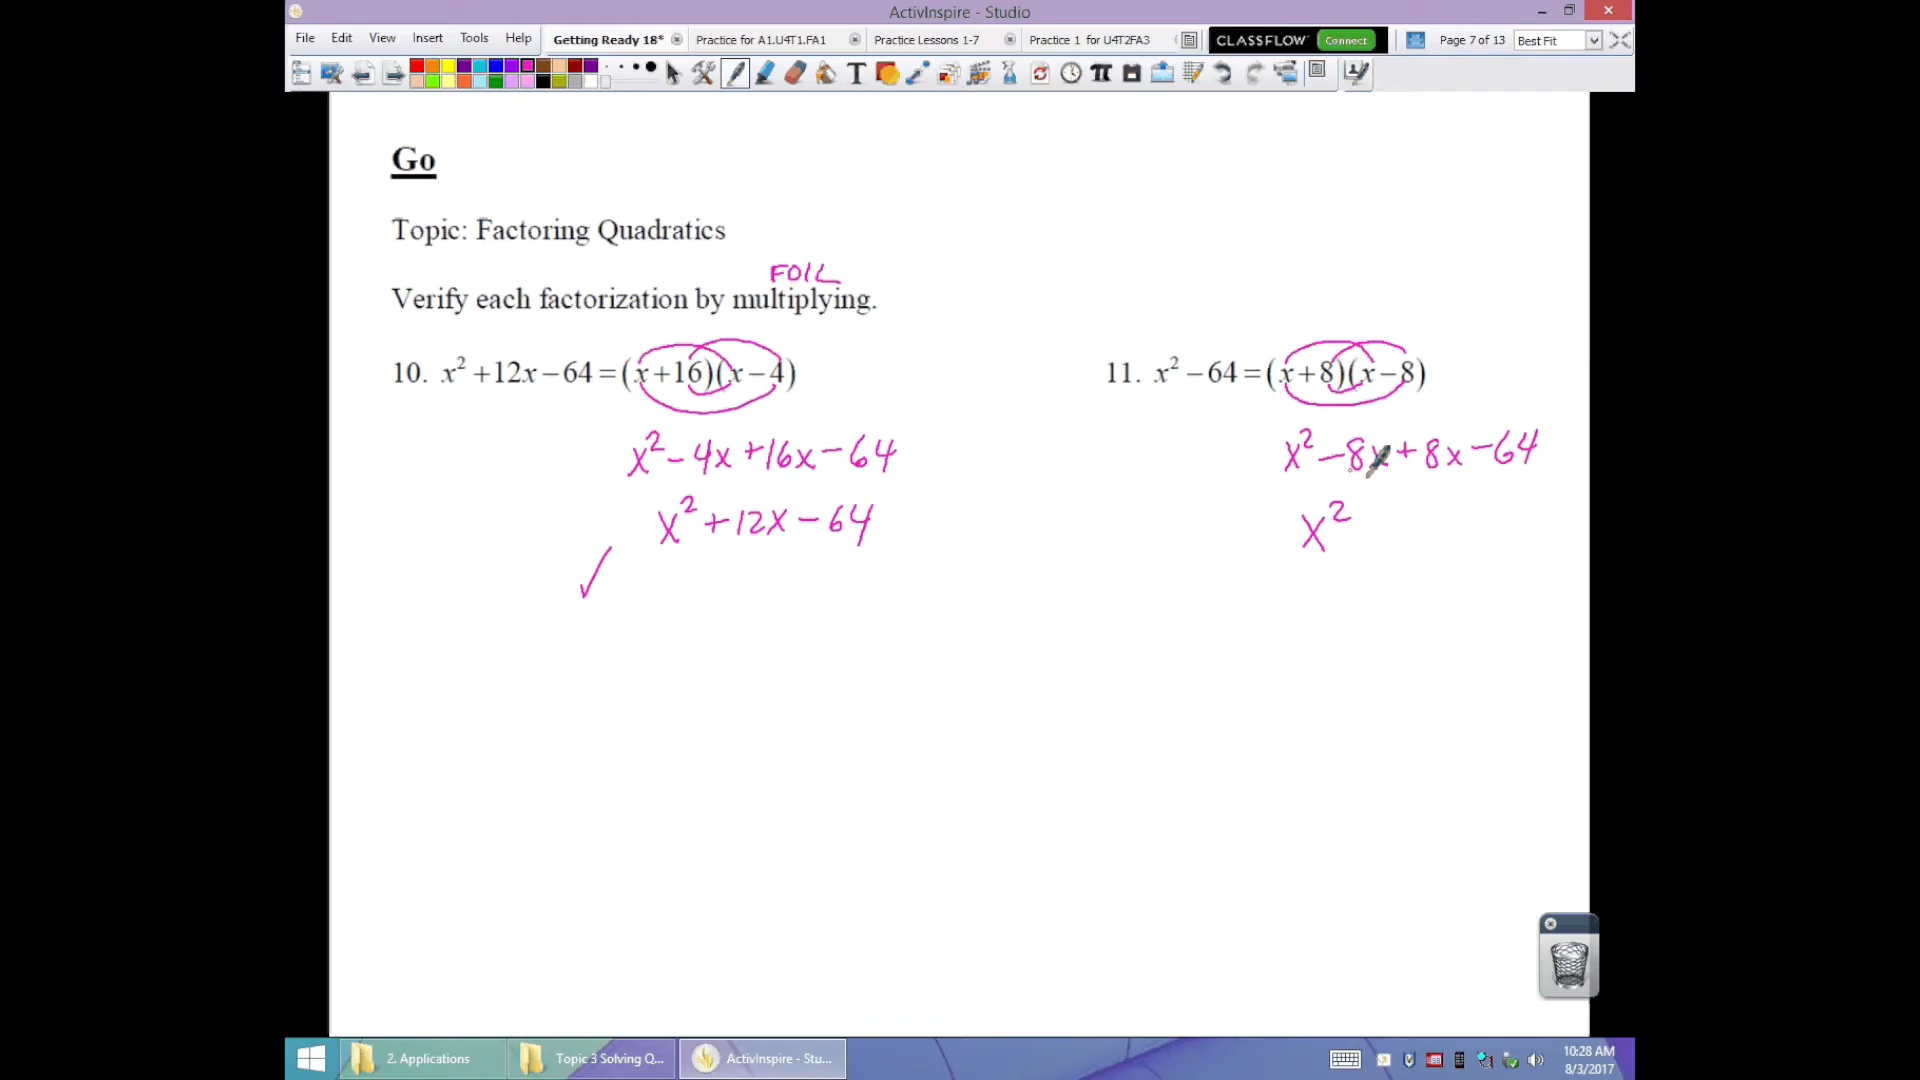 ActivInspire - Studio
File Edit View Insert Tools Help Getting Ready 18* Practice for A1.U4T1.FA1 Practice Lessons 1-7 Practice 1 for U4T2FA3 CLASSFLOW Connect Page 7 of 13 Best Fit
Go
Topic: Factoring Quadratics
FOIL
Verify each factorization by multiplying.
10. x² +12x − 64 = (x +16)(x − 4)
x² - 4x +16x - 64
x² +12x - 64
✓
11. x² − 64 = (x + 8)(x − 8)
x² - 8x + 8x - 64
x²
2. Applications Topic 3 Solving Q... ActivInspire - Stu... 10:28 AM
8/3/2017